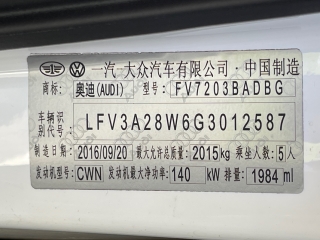 一汽-大众汽车有限公司·中国制造
商标: 奥迪(AUDI) 型号: FV7203BADBG
车辆识别代号 LFV3A28W6G3012587
制造日期 2016/09/20 最大允许总质量: 2015kg 乘坐人数: 5人
发动机型号 CWN 发动机最大净功率: 140 kW 排量: 1984 ml